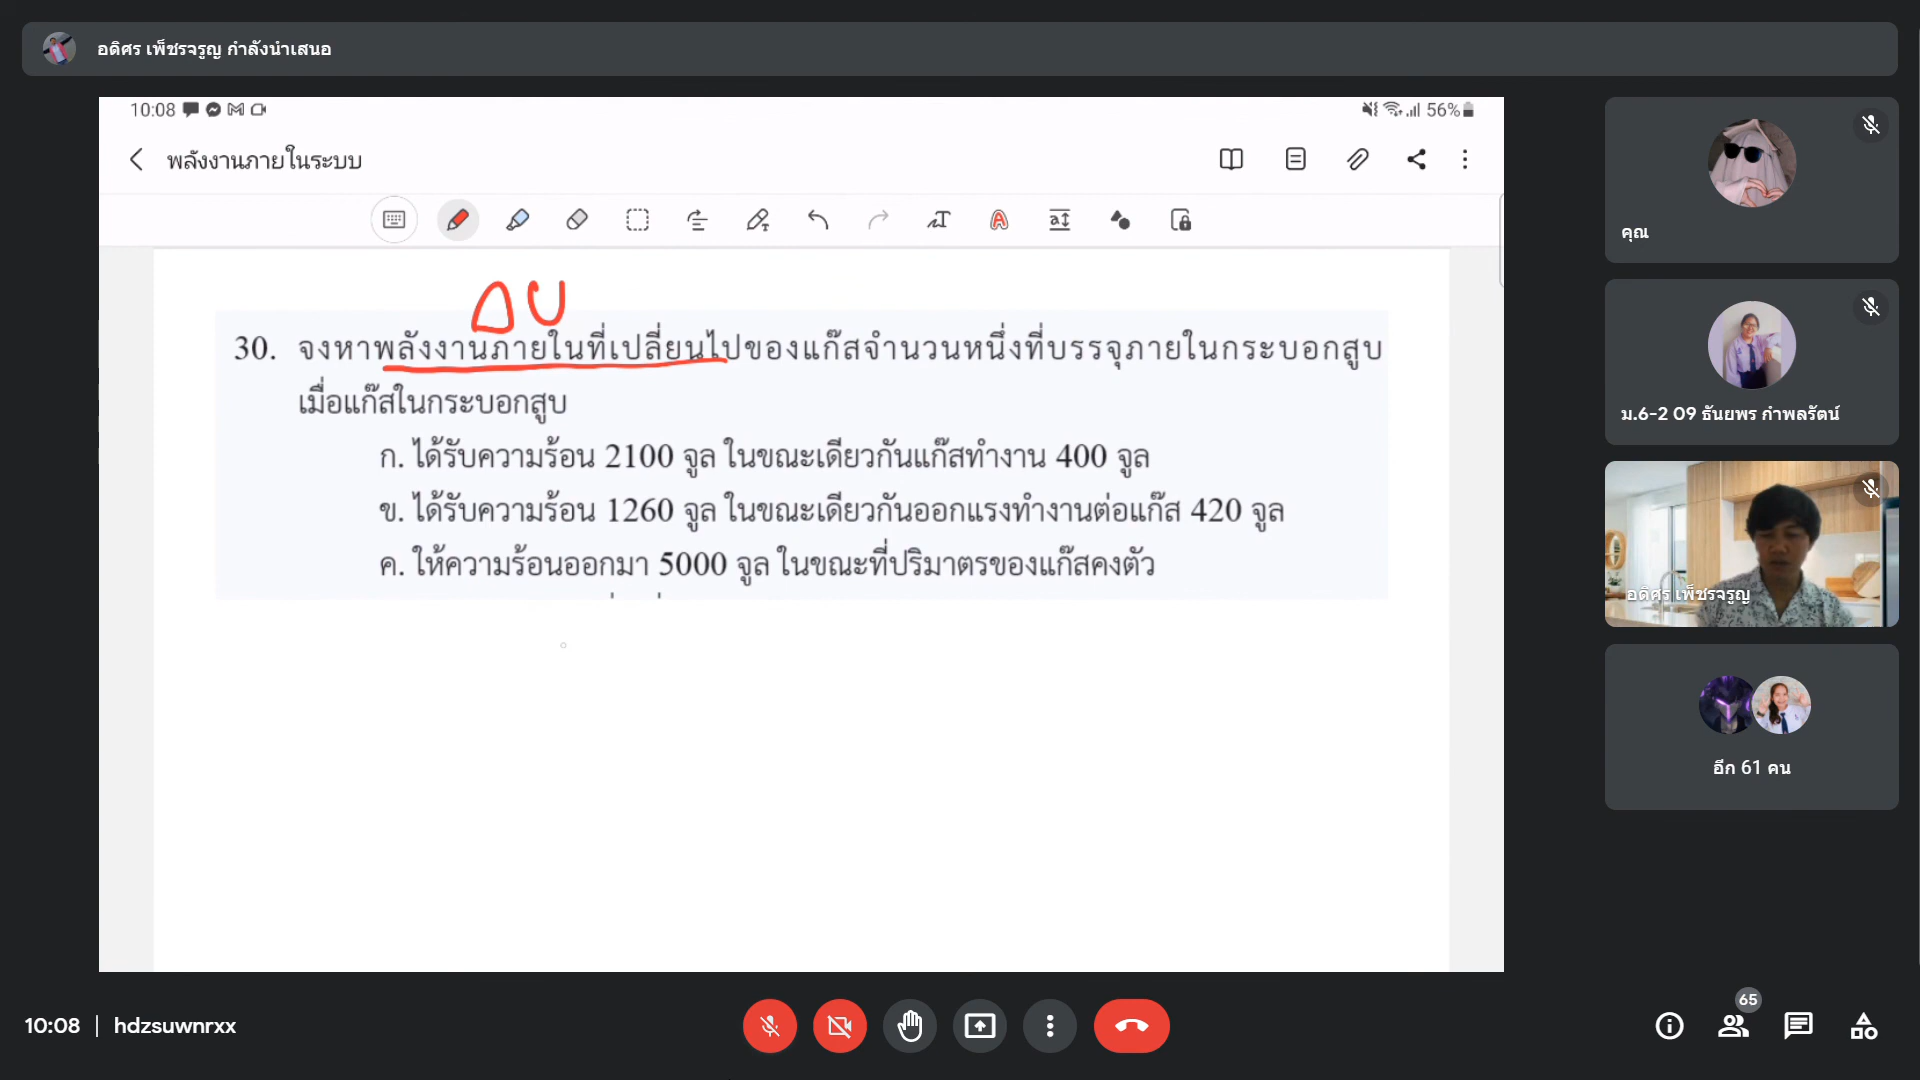 อดิศร เพ็ชรจรูญ กำลังนำเสนอ
10:08
56%
พลังงานภายในระบบ
ΔU
30. จงหาพลังงานภายในที่เปลี่ยนไปของแก๊สจำนวนหนึ่งที่บรรจุภายในกระบอกสูบ
เมื่อแก๊สในกระบอกสูบ
ก. ได้รับความร้อน 2100 จูล ในขณะเดียวกันแก๊สทำงาน 400 จูล
ข. ได้รับความร้อน 1260 จูล ในขณะเดียวกันออกแรงทำงานต่อแก๊ส 420 จูล
ค. ให้ความร้อนออกมา 5000 จูล ในขณะที่ปริมาตรของแก๊สคงตัว
คุณ
ม.6-2 09 ธันยพร กำพลรัตน์
อดิศร เพ็ชรจรูญ
อีก 61 คน
10:08 | hdzsuwnrxx
65